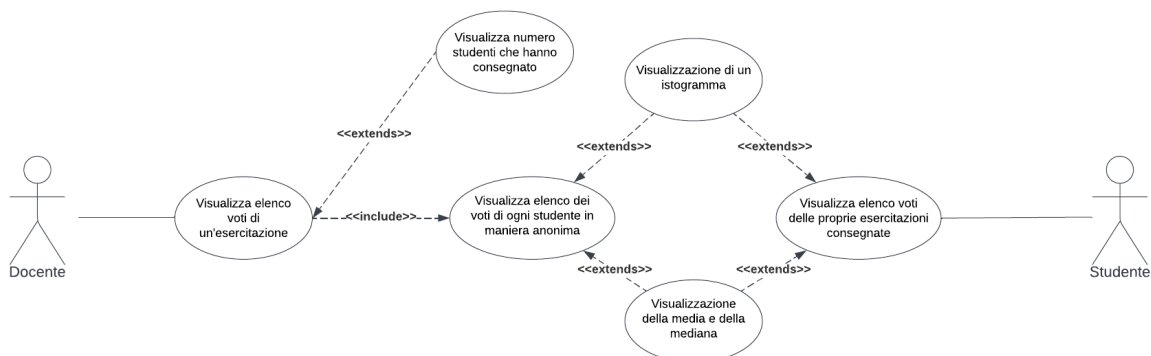 Visualizza numero
studenti che hanno
consegnato
Visualizzazione di un
istogramma
<<extends>>
<<extends>>
<<extends>>
Visualizza elenco
voti di
un'esercitazione
<<include>>
Visualizza elenco dei
voti di ogni studente in
maniera anonima
Visualizza elenco voti
delle proprie esercitazioni
consegnate
Docente
Studente
<<extends>>
<<extends>>
Visualizzazione
della media e della
mediana